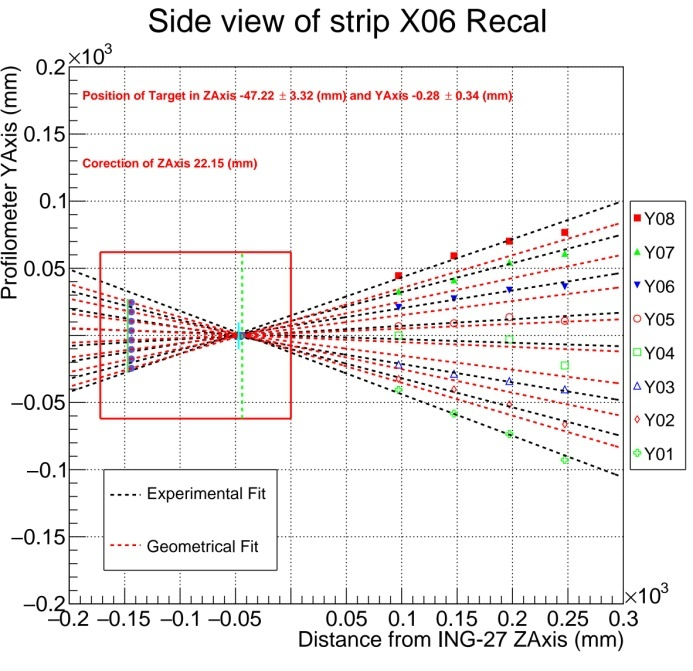 Side view of strip X06 Recal
×10³
Profilometer YAxis (mm)
0.2
0.15
0.1
0.05
−0.05
−0.1
−0.15
−0.2
Position of Target in ZAxis -47.22 ± 3.32 (mm) and YAxis -0.28 ± 0.34 (mm)
Corection of ZAxis 22.15 (mm)
Y08
Y07
Y06
Y05
Y04
Y03
Y02
Y01
Experimental Fit
Geometrical Fit
−0.2 −0.15 −0.1 −0.05 0.05 0.1 0.15 0.2 0.25 0.3
×10³
Distance from ING-27 ZAxis (mm)